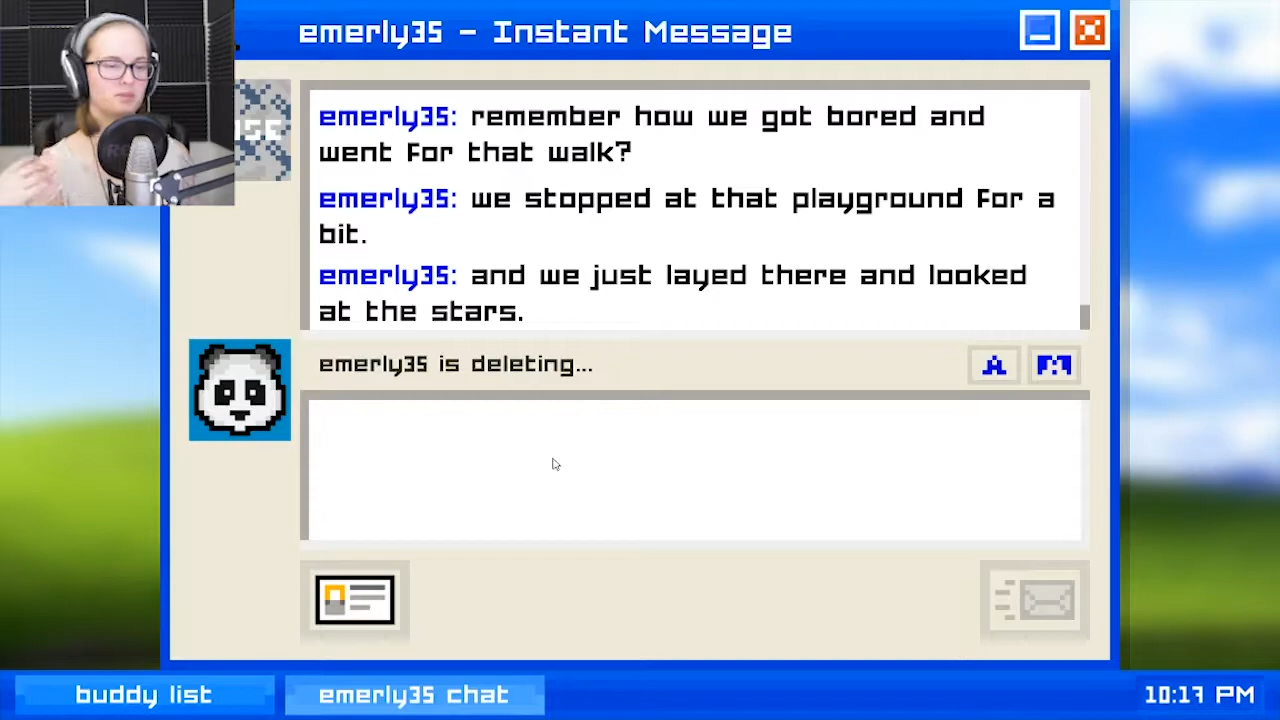 emerly35 - Instant Message
emerly35: remember how we got bored and
went for that walk?
emerly35: we stopped at that playground for a
bit.
emerly35: and we just layed there and looked
at the stars.
emerly35 is deleting...
A
buddy list
emerly35 chat
10:17 PM